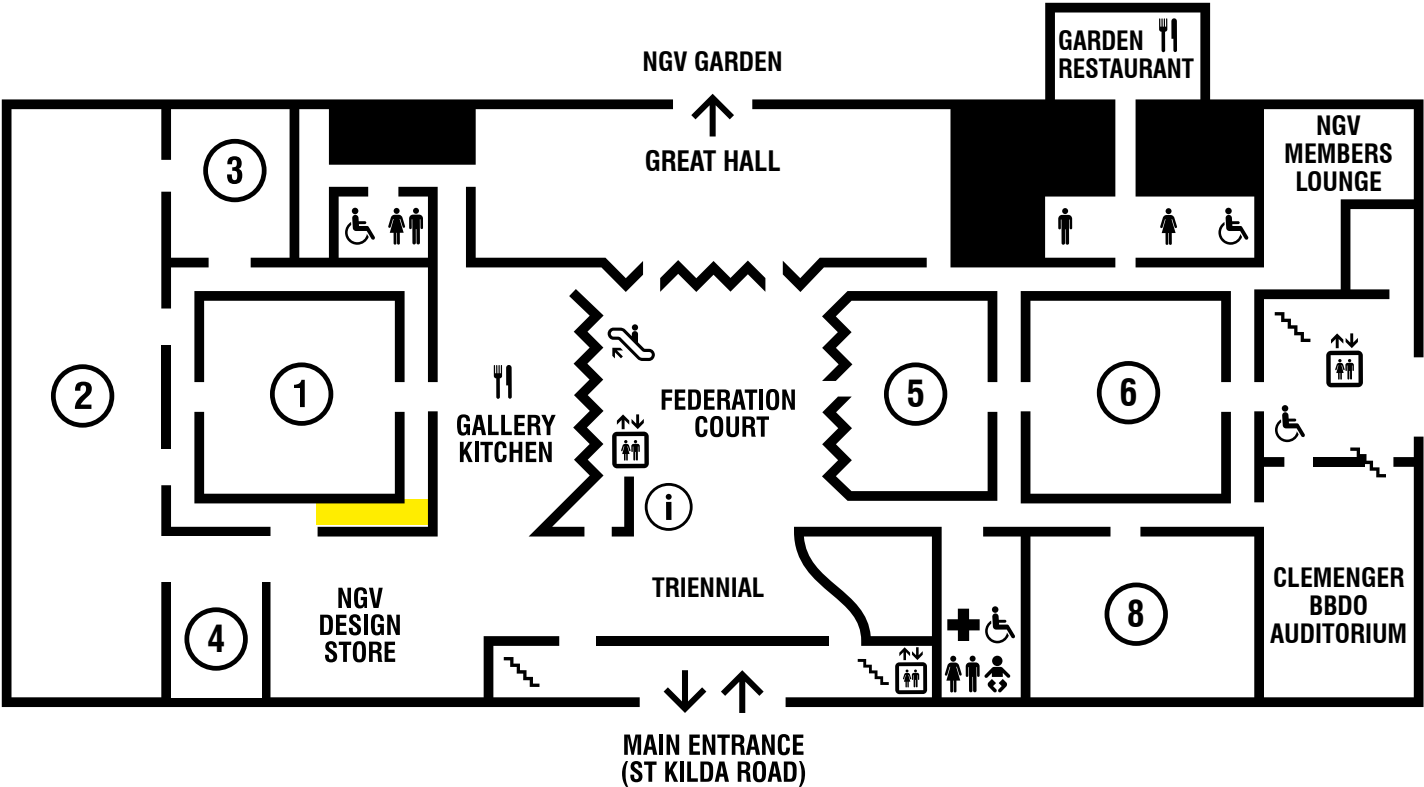 GARDEN
RESTAURANT
NGV GARDEN
GREAT HALL
NGV
MEMBERS
LOUNGE
3
2
1
GALLERY
KITCHEN
FEDERATION
COURT
5
6
i
4
NGV
DESIGN
STORE
TRIENNIAL
8
CLEMENGER
BBDO
AUDITORIUM
MAIN ENTRANCE
(ST KILDA ROAD)